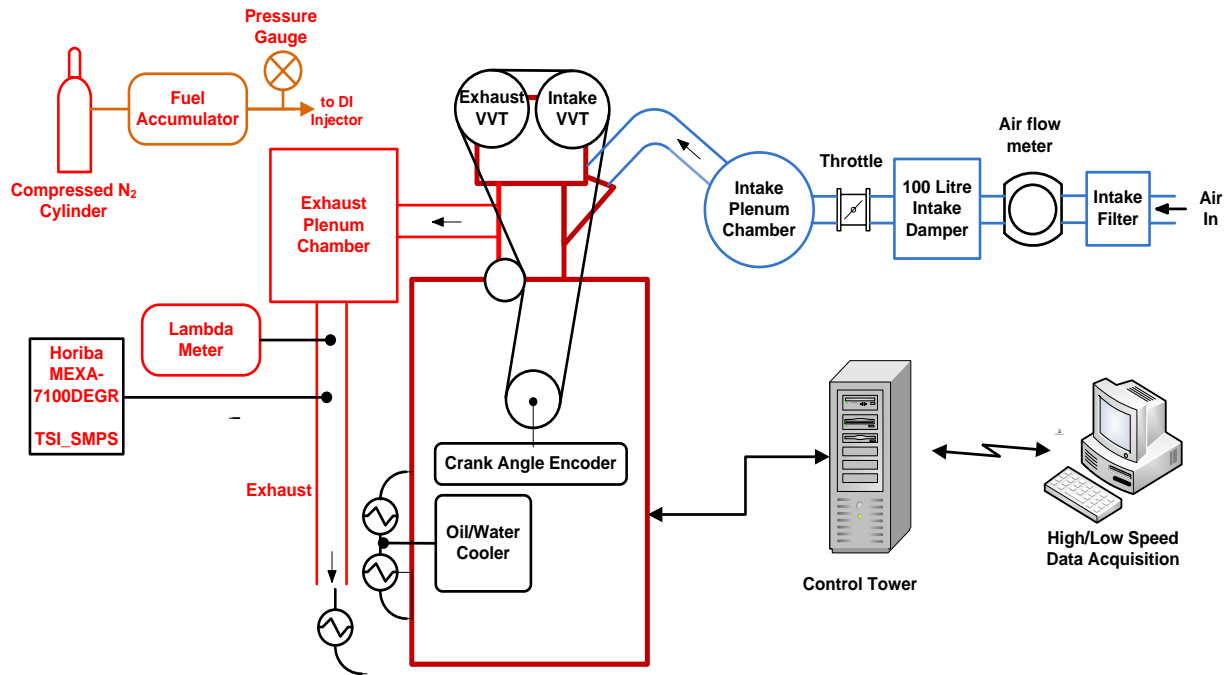 Pressure
Gauge
Fuel
Accumulator
to DI
Injector
Compressed N₂
Cylinder
Exhaust
VVT
Intake
VVT
Exhaust
Plenum
Chamber
Intake
Plenum
Chamber
Throttle
100 Litre
Intake
Damper
Air flow
meter
Intake
Filter
Air
In
Lambda
Meter
Horiba
MEXA-
7100DEGR
TSI_SMPS
Exhaust
Crank Angle Encoder
Oil/Water
Cooler
Control Tower
High/Low Speed
Data Acquisition